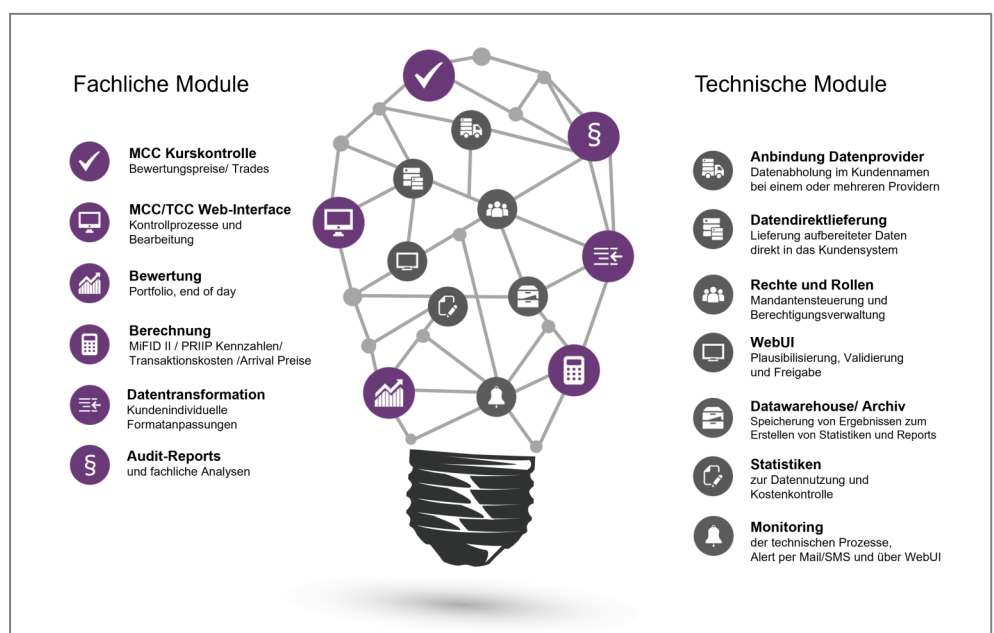 Fachliche Module
MCC Kurskontrolle
Bewertungspreise/ Trades
MCC/TCC Web-Interface
Kontrollprozesse und
Bearbeitung
Bewertung
Portfolio, end of day
Berechnung
MiFID II / PRIIP Kennzahlen/
Transaktionskosten /Arrival Preise
Datentransformation
Kundenindividuelle
Formatanpassungen
§
Audit-Reports
und fachliche Analysen
§
Technische Module
Anbindung Datenprovider
Datenabholung im Kundennamen
bei einem oder mehreren Providern
Datendirektlieferung
Lieferung aufbereiteter Daten
direkt in das Kundensystem
Rechte und Rollen
Mandantensteuerung und
Berechtigungsverwaltung
WebUI
Plausibilisierung, Validierung
und Freigabe
Datawarehouse/ Archiv
Speicherung von Ergebnissen zum
Erstellen von Statistiken und Reports
Statistiken
zur Datennutzung und
Kostenkontrolle
Monitoring
der technischen Prozesse,
Alert per Mail/SMS und über WebUI